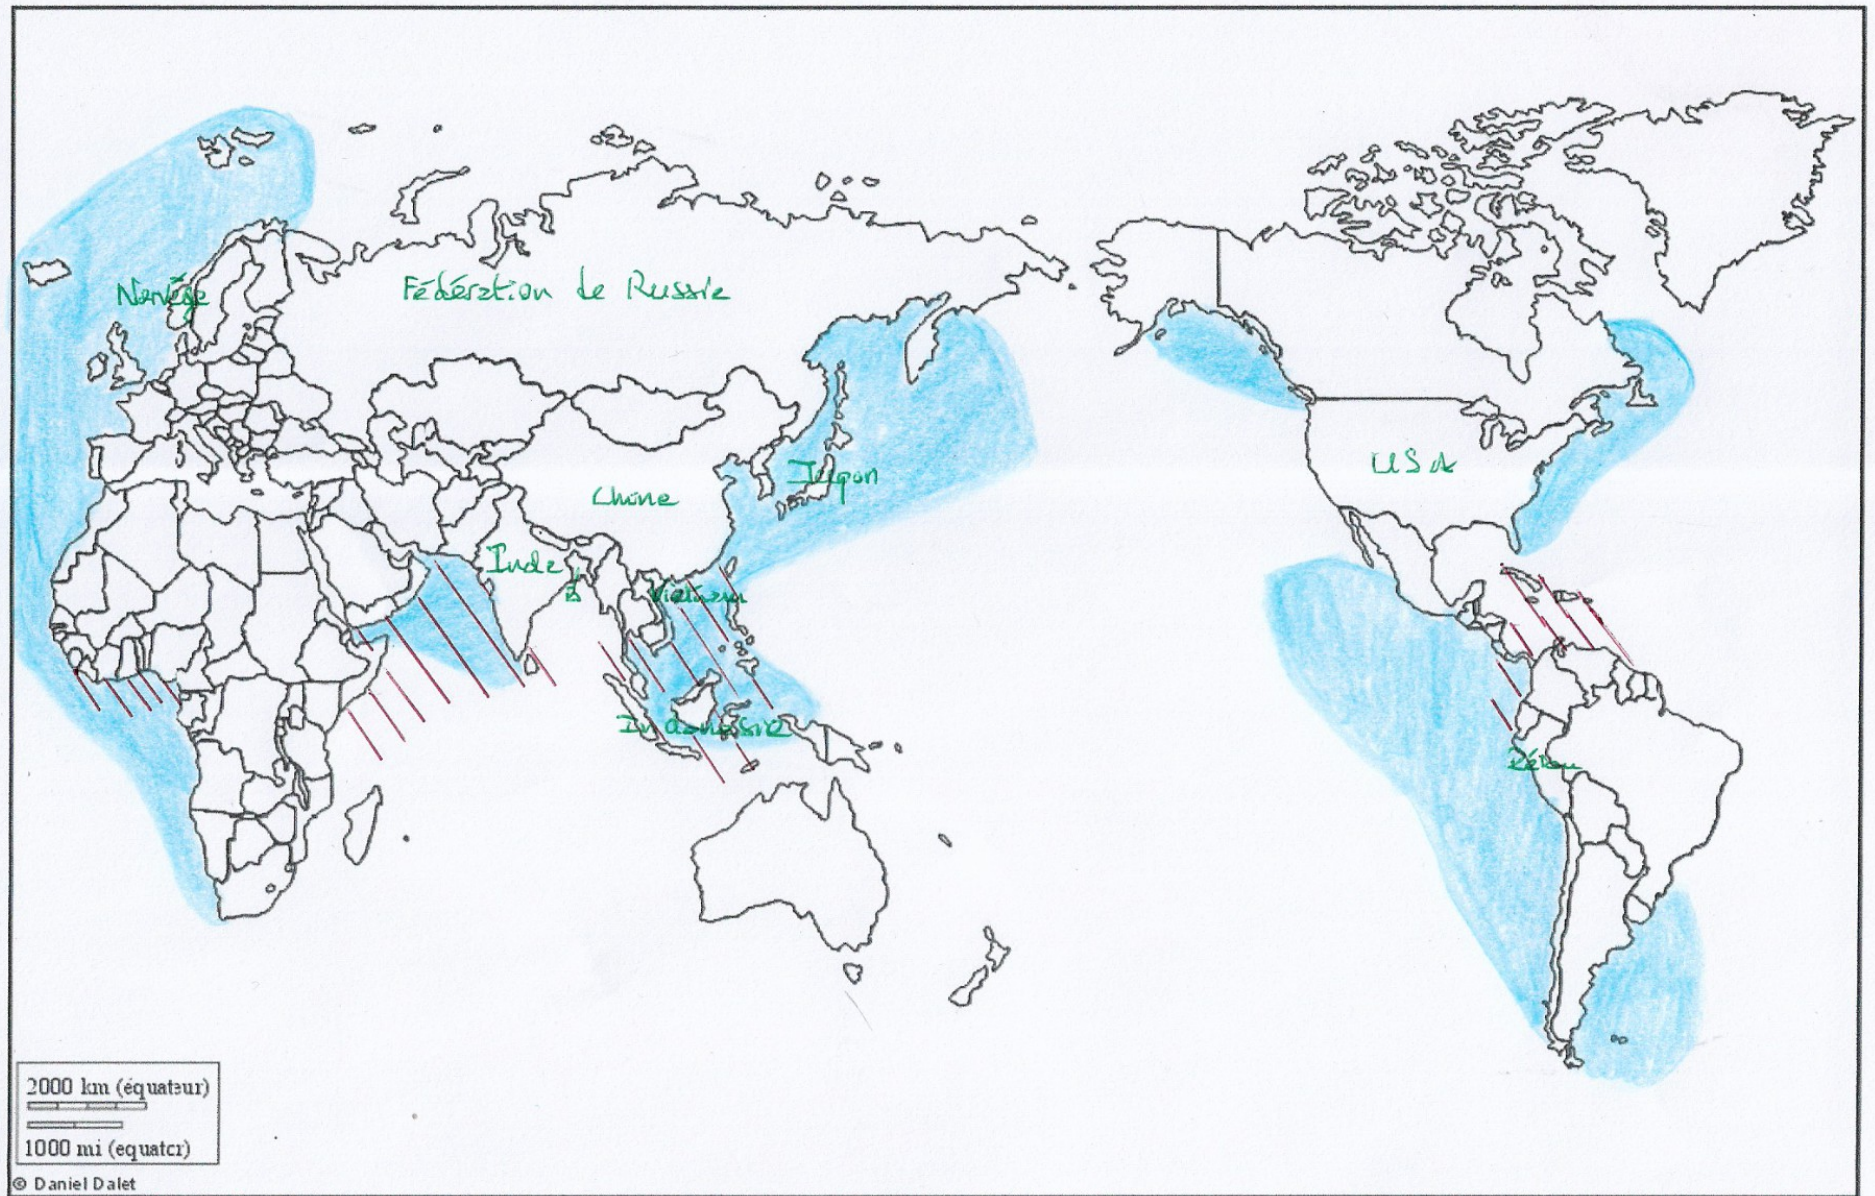 Norvège
Fédération de Russie
Japon
USA
Chine
Inde
B
Vietnam
Indonésie
Pérou
2000 km (équateur)
1000 mi (equator)
© Daniel Dalet